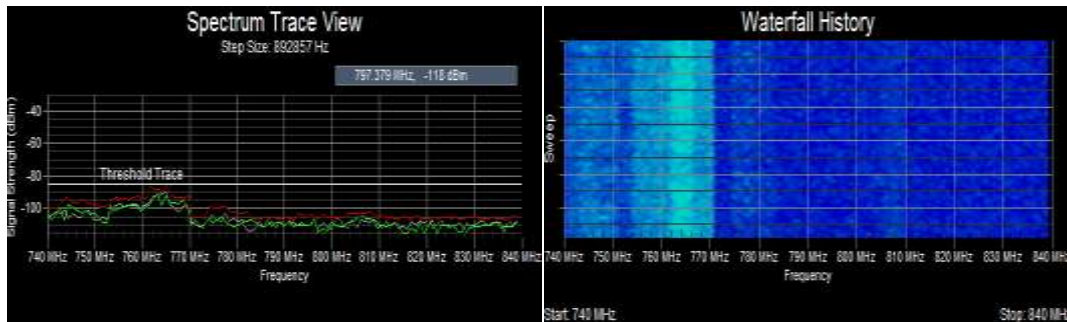 Spectrum Trace View
Step Size: 892857 Hz
797.379 MHz, -118 dBm
Signal Strength (dBm)
-40
-60
-80
-100
Threshold Trace
740 MHz 750 MHz 760 MHz 770 MHz 780 MHz 790 MHz 800 MHz 810 MHz 820 MHz 830 MHz 840 MHz
Frequency
Waterfall History
Sweep
740 MHz 750 MHz 760 MHz 770 MHz 780 MHz 790 MHz 800 MHz 810 MHz 820 MHz 830 MHz 840 MHz
Frequency
Start: 740 MHz
Stop: 840 MH